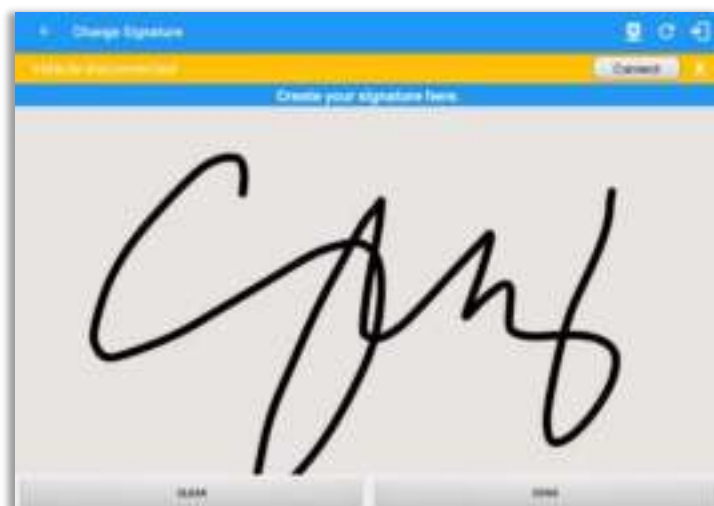 Change Signature
Vehicle disconnected Connect X
Create your signature here.
CLEAR DONE